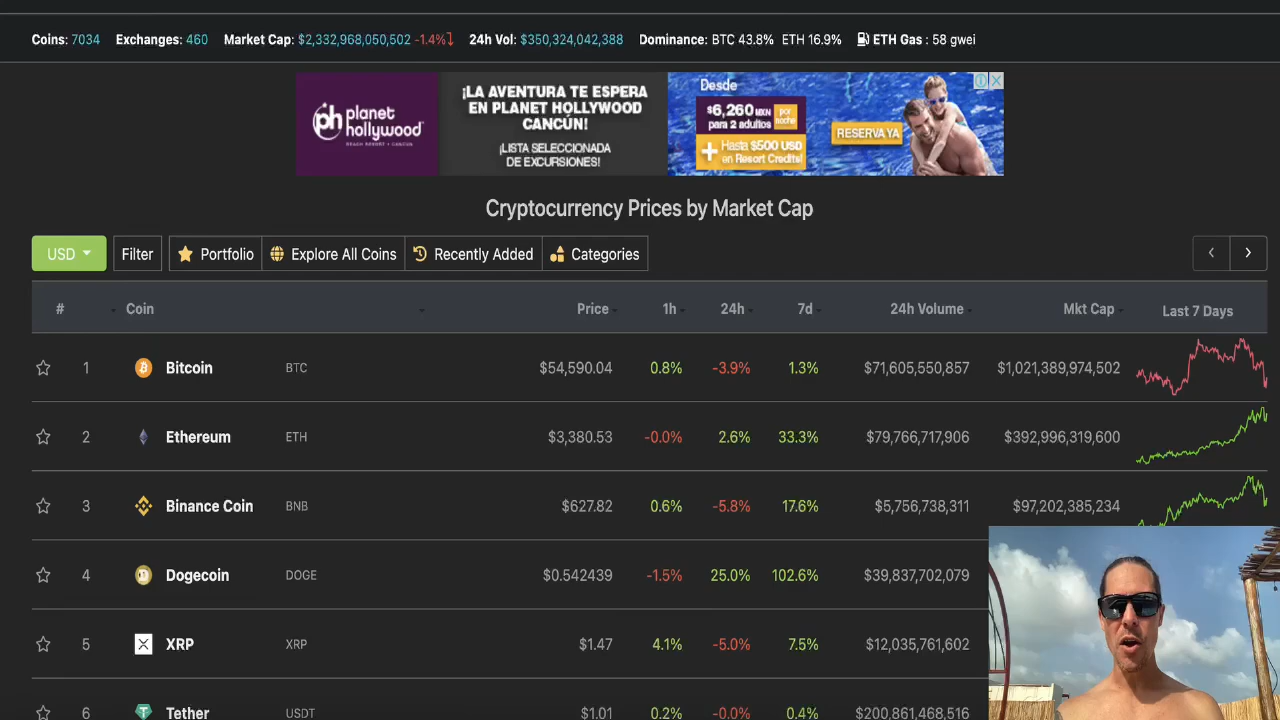 Coins: 7034 Exchanges: 460 Market Cap: $2,332,968,050,502 -1.4% 24h Vol: $350,324,042,388 Dominance: BTC 43.8% ETH 16.9% ETH Gas : 58 gwei
ph planet hollywood
BEACH RESORT • CANCUN
¡LA AVENTURA TE ESPERA
EN PLANET HOLLYWOOD
CANCÚN!
¡LISTA SELECCIONADA
DE EXCURSIONES!
Desde
$6,260 MXN por noche
para 2 adultos
+ Hasta $500 USD
en Resort Credits!
RESERVA YA
Cryptocurrency Prices by Market Cap
USD Filter Portfolio Explore All Coins Recently Added Categories
# Coin Price 1h 24h 7d 24h Volume Mkt Cap Last 7 Days
1 Bitcoin BTC $54,590.04 0.8% -3.9% 1.3% $71,605,550,857 $1,021,389,974,502
2 Ethereum ETH $3,380.53 -0.0% 2.6% 33.3% $79,766,717,906 $392,996,319,600
3 Binance Coin BNB $627.82 0.6% -5.8% 17.6% $5,756,738,311 $97,202,385,234
4 Dogecoin DOGE $0.542439 -1.5% 25.0% 102.6% $39,837,702,079
5 XRP XRP $1.47 4.1% -5.0% 7.5% $12,035,761,602
6 Tether USDT $1.01 0.2% -0.0% 0.4% $200,861,468,516